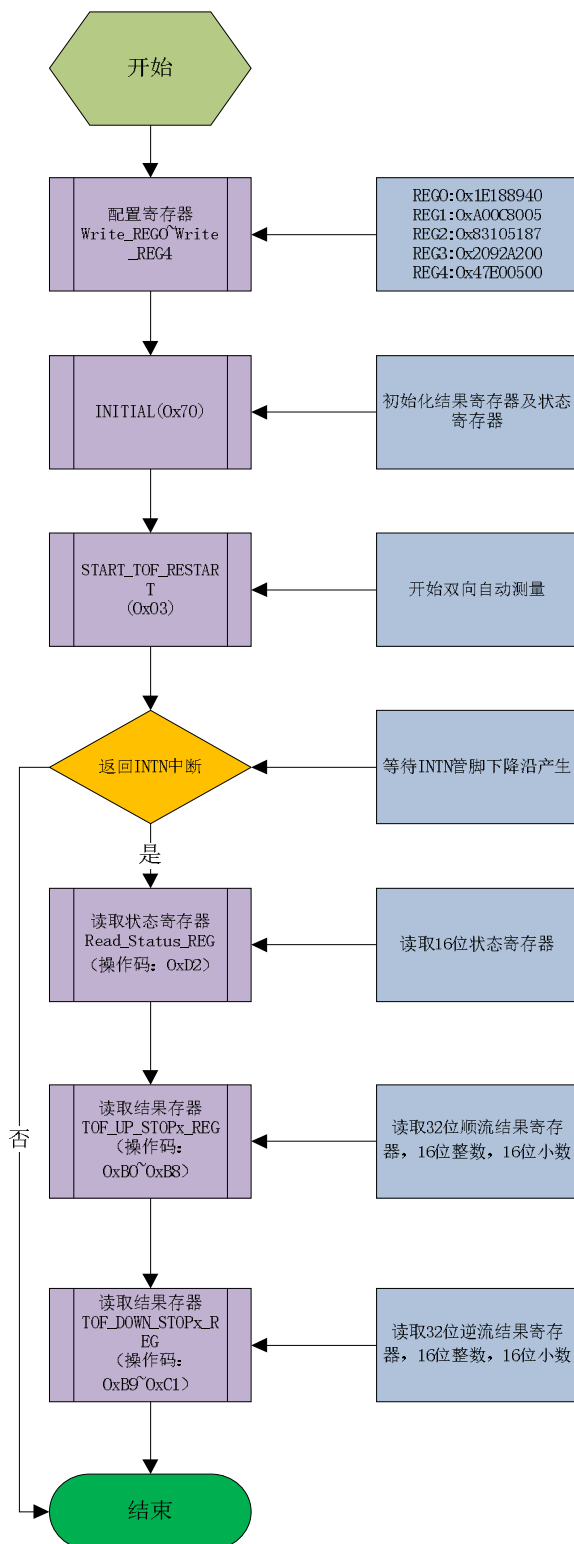 开始
配置寄存器
Write_REG0~Write
_REG4
REG0:0x1E188940
REG1:0xA00C8005
REG2:0x83105187
REG3:0x2092A200
REG4:0x47E00500
INITIAL(0x70)
初始化结果寄存器及状态
寄存器
START_TOF_RESTAR
T
(0x03)
开始双向自动测量
返回INTN中断
等待INTN管脚下降沿产生
是
读取状态寄存器
Read_Status_REG
（操作码：0xD2）
读取16位状态寄存器
否
读取结果存器
TOF_UP_STOPx_REG
（操作码：
0xB0~0xB8）
读取32位顺流结果寄存
器，16位整数，16位小数
读取结果存器
TOF_DOWN_STOPx_R
EG
（操作码：
0xB9~0xC1）
读取32位逆流结果寄存
器，16位整数，16位小数
结束